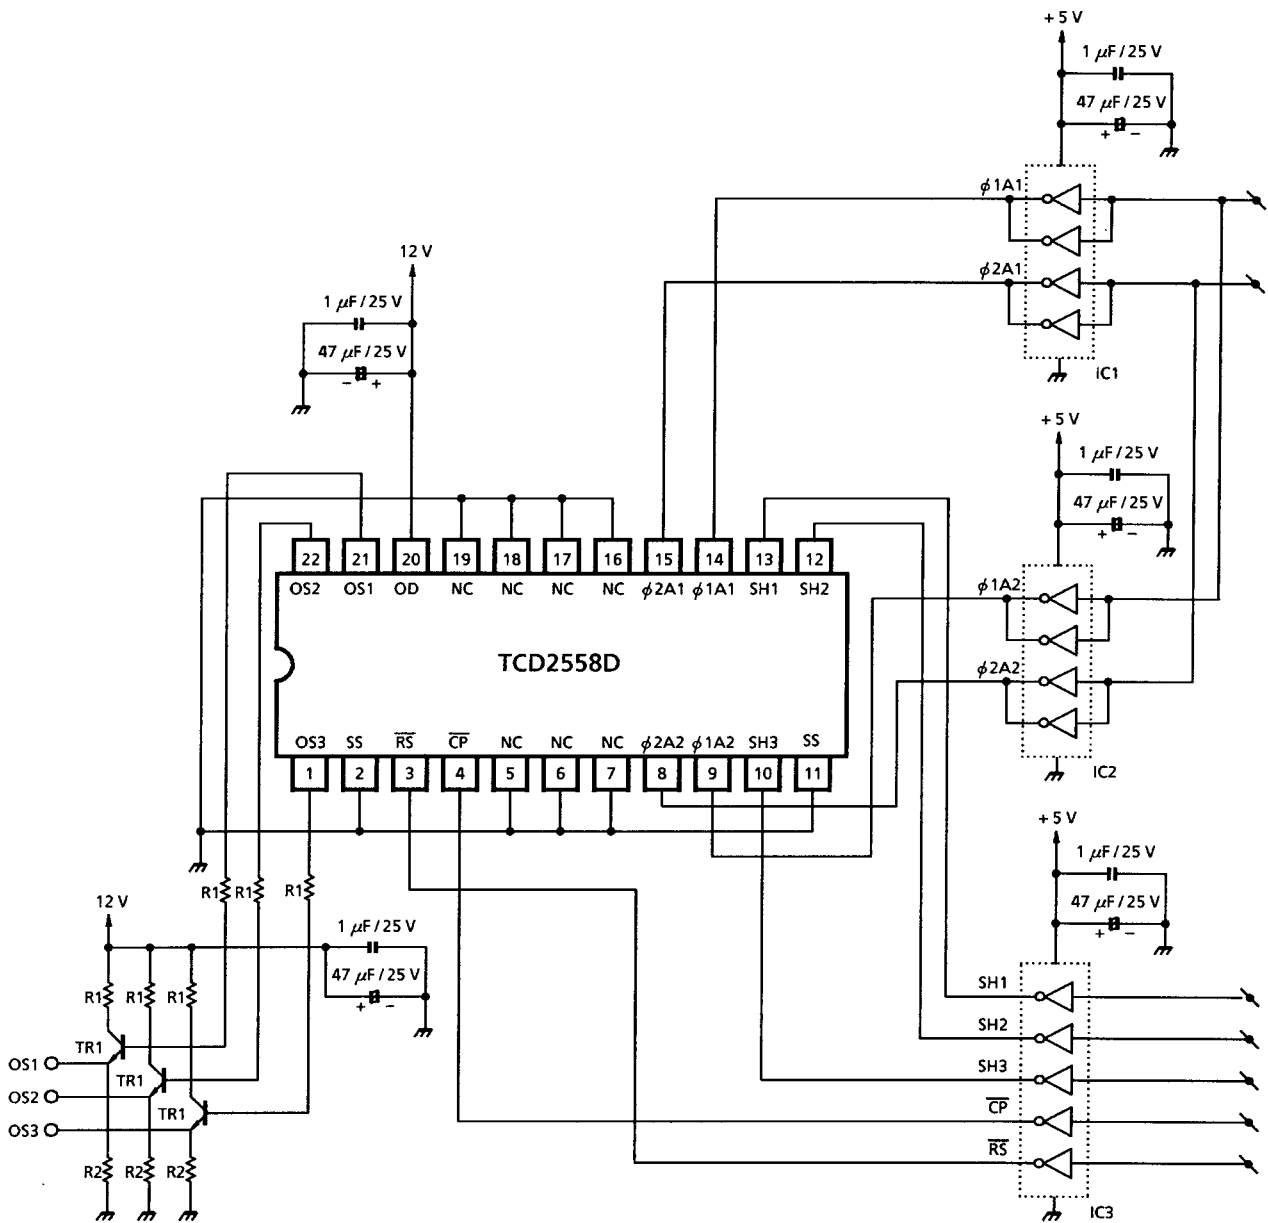 + 5 V
1 μF / 25 V
47 μF / 25 V
+ −
ϕ1A1
ϕ2A1
IC1
12 V
1 μF / 25 V
47 μF / 25 V
− +
+ 5 V
1 μF / 25 V
47 μF / 25 V
+ −
ϕ1A2
ϕ2A2
IC2
22 21 20 19 18 17 16 15 14 13 12
OS2 OS1 OD NC NC NC NC ϕ2A1 ϕ1A1 SH1 SH2
TCD2558D
OS3 SS R̅S̅ C̅P̅ NC NC NC ϕ2A2 ϕ1A2 SH3 SS
1 2 3 4 5 6 7 8 9 10 11
+ 5 V
1 μF / 25 V
47 μF / 25 V
+ −
R1 R1 R1
12 V
1 μF / 25 V
47 μF / 25 V
+ −
R1 R1 R1
SH1
SH2
SH3
C̅P̅
R̅S̅
IC3
TR1
OS1
TR1
OS2
TR1
OS3
R2 R2 R2